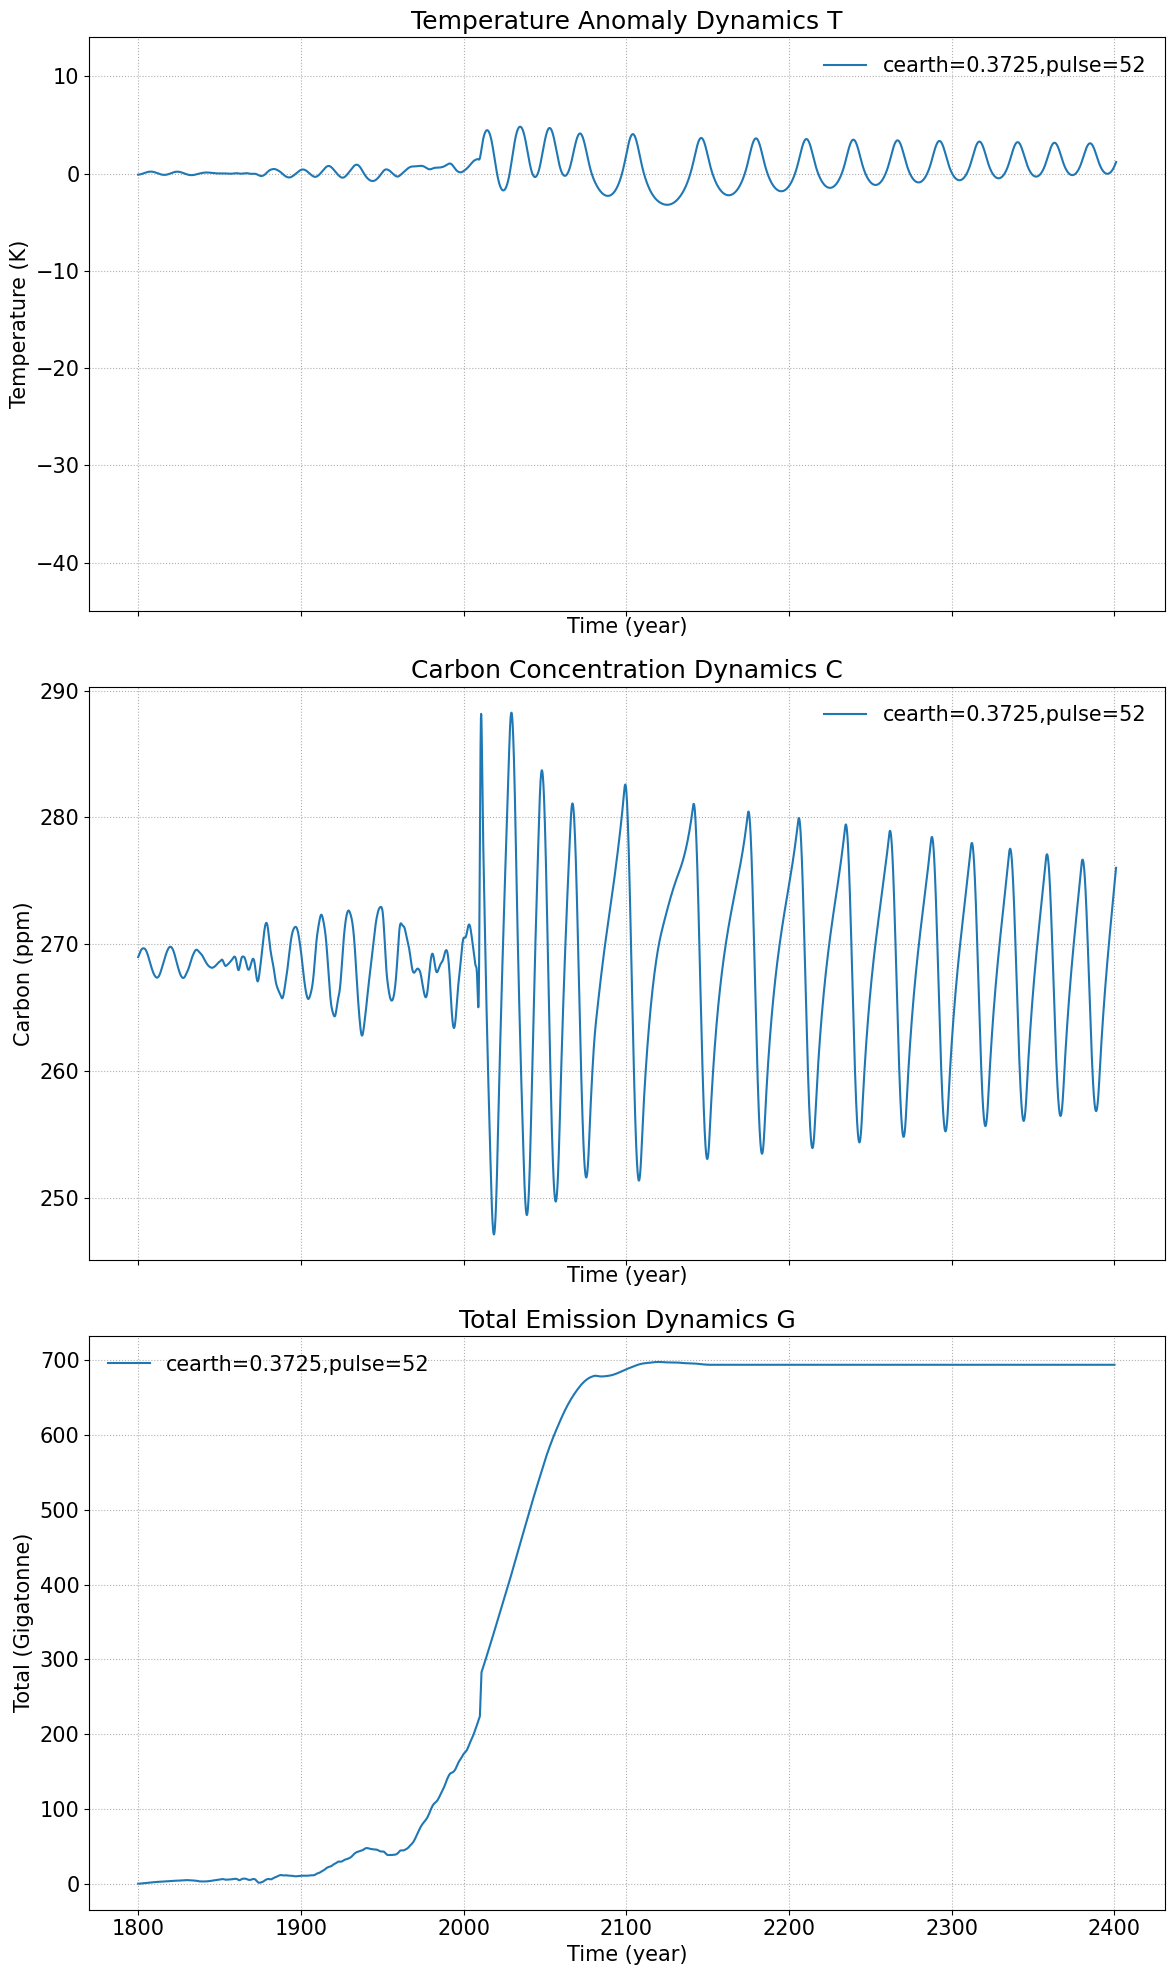 Temperature Anomaly Dynamics T
cearth=0.3725,pulse=52
10
0
−10
−20
−30
−40
Temperature (K)
Time (year)
Carbon Concentration Dynamics C
cearth=0.3725,pulse=52
290
280
270
260
250
Carbon (ppm)
Time (year)
Total Emission Dynamics G
cearth=0.3725,pulse=52
700
600
500
400
300
200
100
0
Total (Gigatonne)
1800 1900 2000 2100 2200 2300 2400
Time (year)